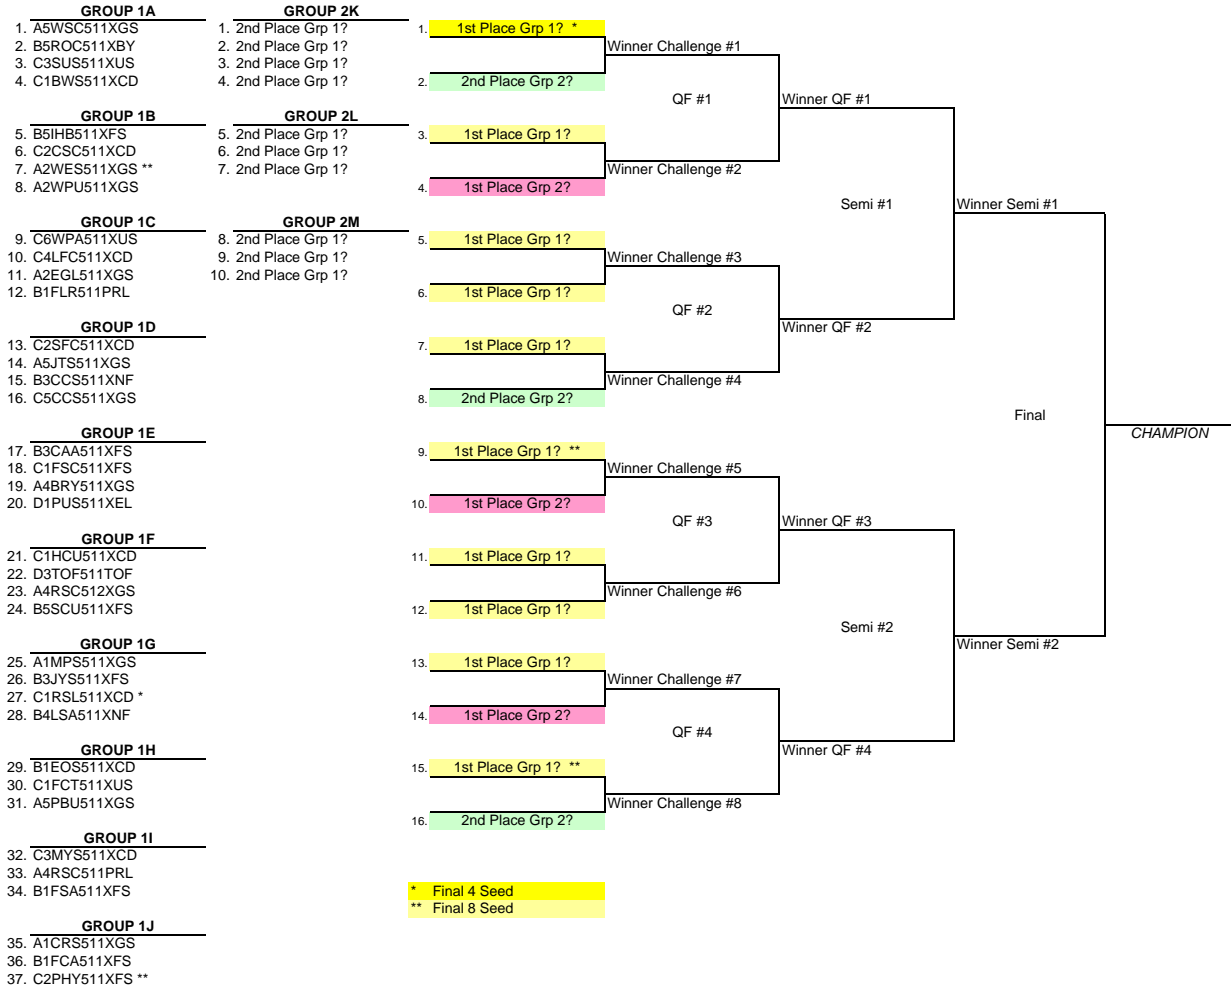 GROUP 1A
1. A5WSC511XGS
2. B5ROC511XBY
3. C3SUS511XUS
4. C1BWS511XCD
GROUP 1B
5. B5IHB511XFS
6. C2CSC511XCD
7. A2WES511XGS **
8. A2WPU511XGS
GROUP 1C
9. C6WPA511XUS
10. C4LFC511XCD
11. A2EGL511XGS
12. B1FLR511PRL
GROUP 1D
13. C2SFC511XCD
14. A5JTS511XGS
15. B3CCS511XNF
16. C5CCS511XGS
GROUP 1E
17. B3CAA511XFS
18. C1FSC511XFS
19. A4BRY511XGS
20. D1PUS511XEL
GROUP 1F
21. C1HCU511XCD
22. D3TOF511TOF
23. A4RSC512XGS
24. B5SCU511XFS
GROUP 1G
25. A1MPS511XGS
26. B3JYS511XFS
27. C1RSL511XCD *
28. B4LSA511XNF
GROUP 1H
29. B1EOS511XCD
30. C1FCT511XUS
31. A5PBU511XGS
GROUP 1I
32. C3MYS511XCD
33. A4RSC511PRL
34. B1FSA511XFS
GROUP 1J
35. A1CRS511XGS
36. B1FCA511XFS
37. C2PHY511XFS **
GROUP 2K
1. 2nd Place Grp 1?
2. 2nd Place Grp 1?
3. 2nd Place Grp 1?
4. 2nd Place Grp 1?
GROUP 2L
5. 2nd Place Grp 1?
6. 2nd Place Grp 1?
7. 2nd Place Grp 1?
GROUP 2M
8. 2nd Place Grp 1?
9. 2nd Place Grp 1?
10. 2nd Place Grp 1?
1. 1st Place Grp 1? *
2. 2nd Place Grp 2?
3. 1st Place Grp 1?
4. 1st Place Grp 2?
5. 1st Place Grp 1?
6. 1st Place Grp 1?
7. 1st Place Grp 1?
8. 2nd Place Grp 2?
9. 1st Place Grp 1? **
10. 1st Place Grp 2?
11. 1st Place Grp 1?
12. 1st Place Grp 1?
13. 1st Place Grp 1?
14. 1st Place Grp 2?
15. 1st Place Grp 1? **
16. 2nd Place Grp 2?
* Final 4 Seed
** Final 8 Seed
Winner Challenge #1
QF #1
Winner Challenge #2
Winner Challenge #3
QF #2
Winner Challenge #4
Winner Challenge #5
QF #3
Winner Challenge #6
Winner Challenge #7
QF #4
Winner Challenge #8
Winner QF #1
Semi #1
Winner QF #2
Winner QF #3
Semi #2
Winner QF #4
Winner Semi #1
Final
Winner Semi #2
CHAMPION